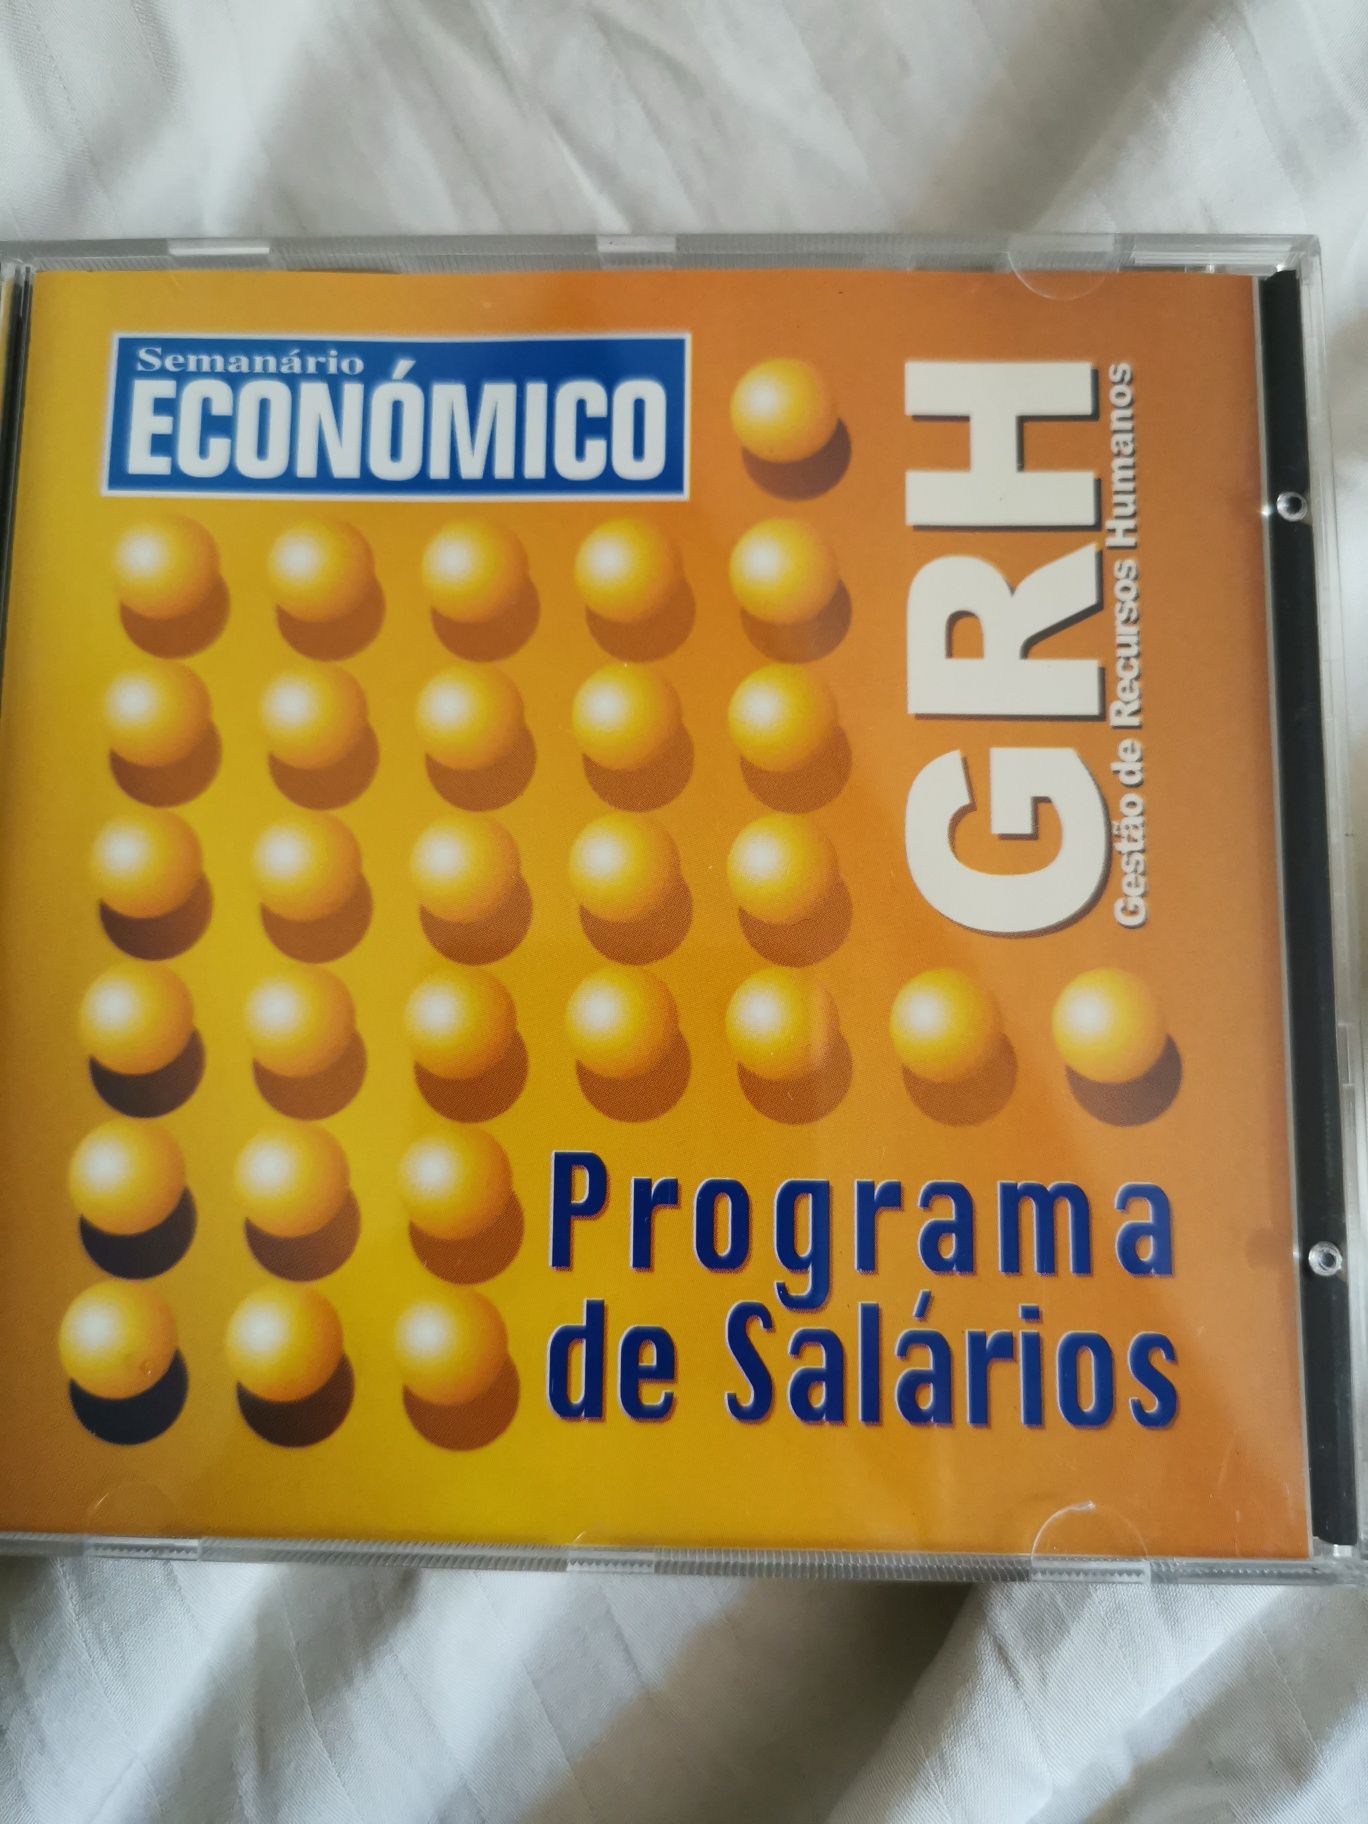 Semanário
ECONÓMICO
GRH
Gestão de Recursos Humanos
Programa
de Salários